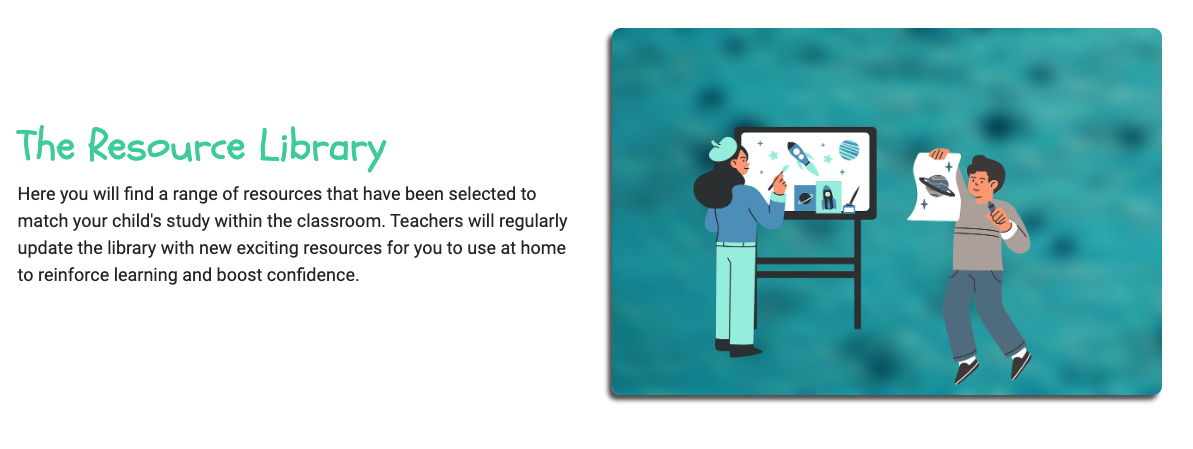 The Resource Library
Here you will find a range of resources that have been selected to
match your child's study within the classroom. Teachers will regularly
update the library with new exciting resources for you to use at home
to reinforce learning and boost confidence.